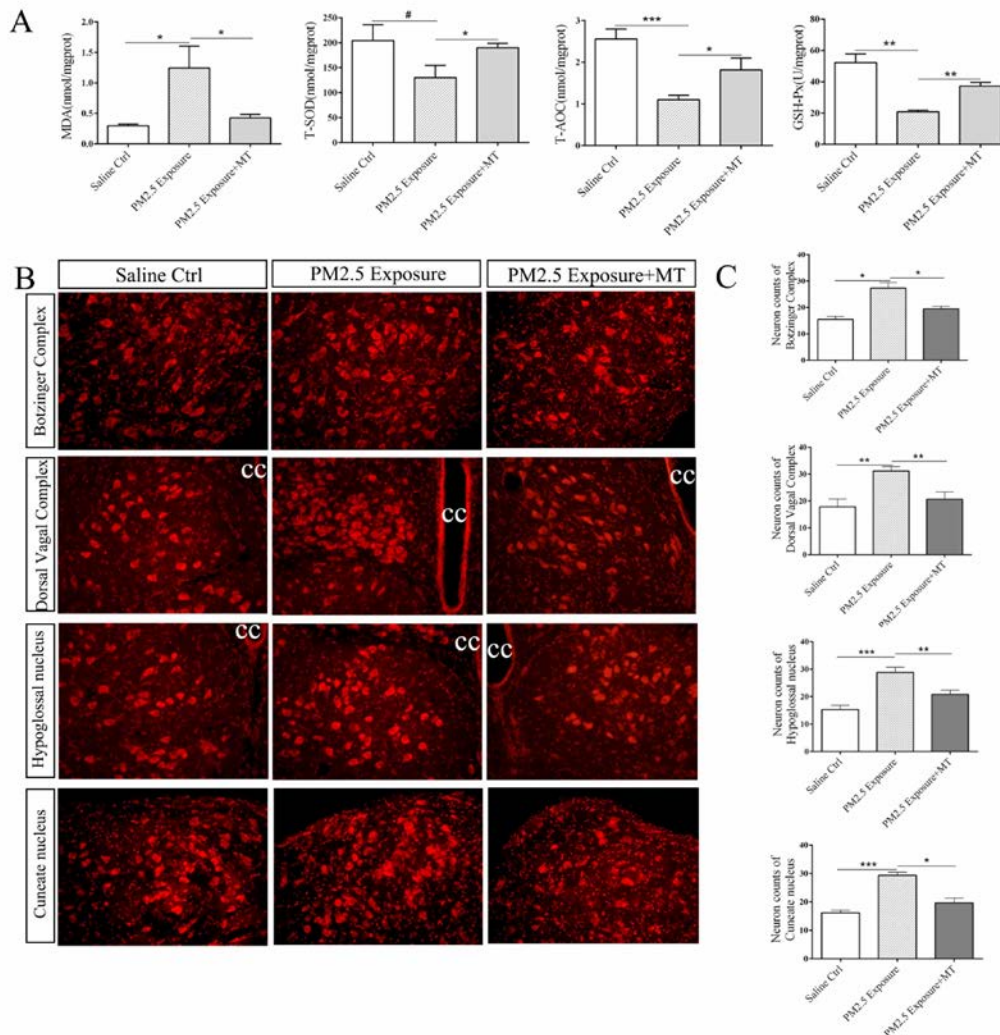 A
MDA(nmol/mgprot)
2.0
1.5
1.0
0.5
0.0
*
*
Saline Ctrl
PM2.5 Exposure
PM2.5 Exposure+MT
T-SOD(nmol/mgprot)
250
200
150
100
50
0
#
*
Saline Ctrl
PM2.5 Exposure
PM2.5 Exposure+MT
T-AOC(nmol/mgprot)
3
2
1
0
***
*
Saline Ctrl
PM2.5 Exposure
PM2.5 Exposure+MT
GSH-Px(U/mgprot)
80
60
40
20
0
**
**
Saline Ctrl
PM2.5 Exposure
PM2.5 Exposure+MT
B
Saline Ctrl
PM2.5 Exposure
PM2.5 Exposure+MT
Botzinger Complex
Dorsal Vagal Complex
cc
cc
cc
Hypoglossal nucleus
cc
cc
cc
Cuneate nucleus
C
Neuron counts of
Botzinger Complex
40
30
20
10
0
*
*
Saline Ctrl
PM2.5 Exposure
PM2.5 Exposure+MT
Neuron counts of
Dorsal Vagal Complex
40
30
20
10
0
**
**
Saline Ctrl
PM2.5 Exposure
PM2.5 Exposure+MT
Neuron counts of
Hypoglossal nucleus
40
30
20
10
0
***
**
Saline Ctrl
PM2.5 Exposure
PM2.5 Exposure+MT
Neuron counts of
Cuneate nucleus
40
30
20
10
0
***
*
Saline Ctrl
PM2.5 Exposure
PM2.5 Exposure+MT